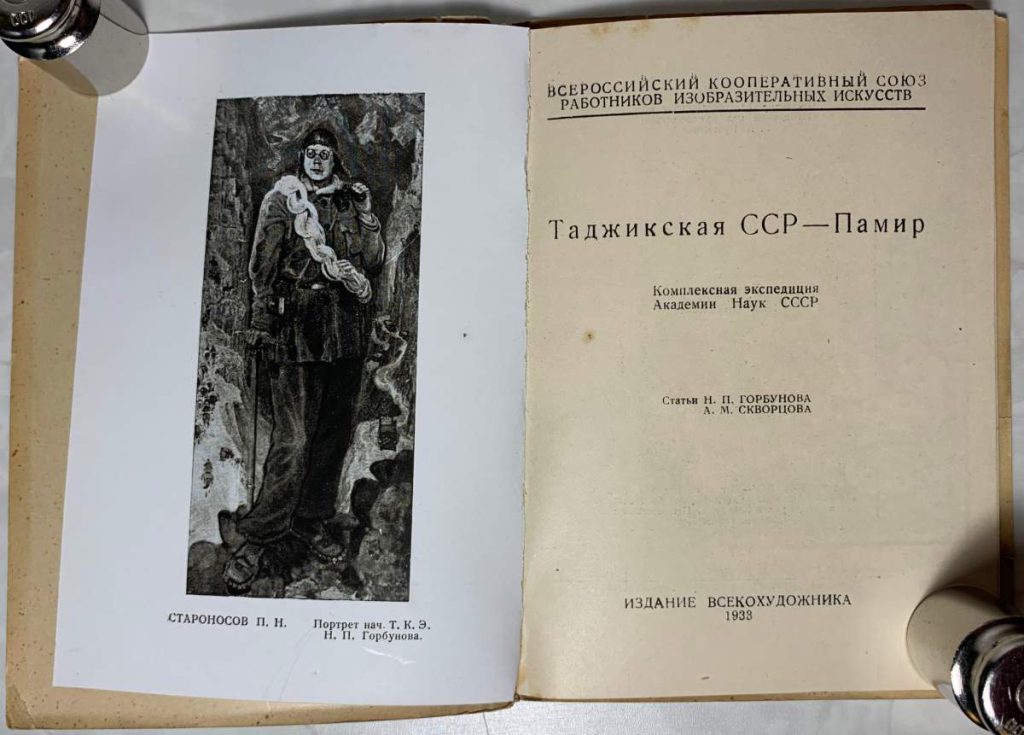 СТАРОНОСОВ П. Н. Портрет нач. Т. К. Э.
Н. П. Горбунова.
ВСЕРОССИЙСКИЙ КООПЕРАТИВНЫЙ СОЮЗ
РАБОТНИКОВ ИЗОБРАЗИТЕЛЬНЫХ ИСКУССТВ
Таджикская ССР—Памир
Комплексная экспедиция
Академии Наук СССР
Статьи Н. П. ГОРБУНОВА
А. М. СКВОРЦОВА
ИЗДАНИЕ ВСЕКОХУДОЖНИКА
1933
100